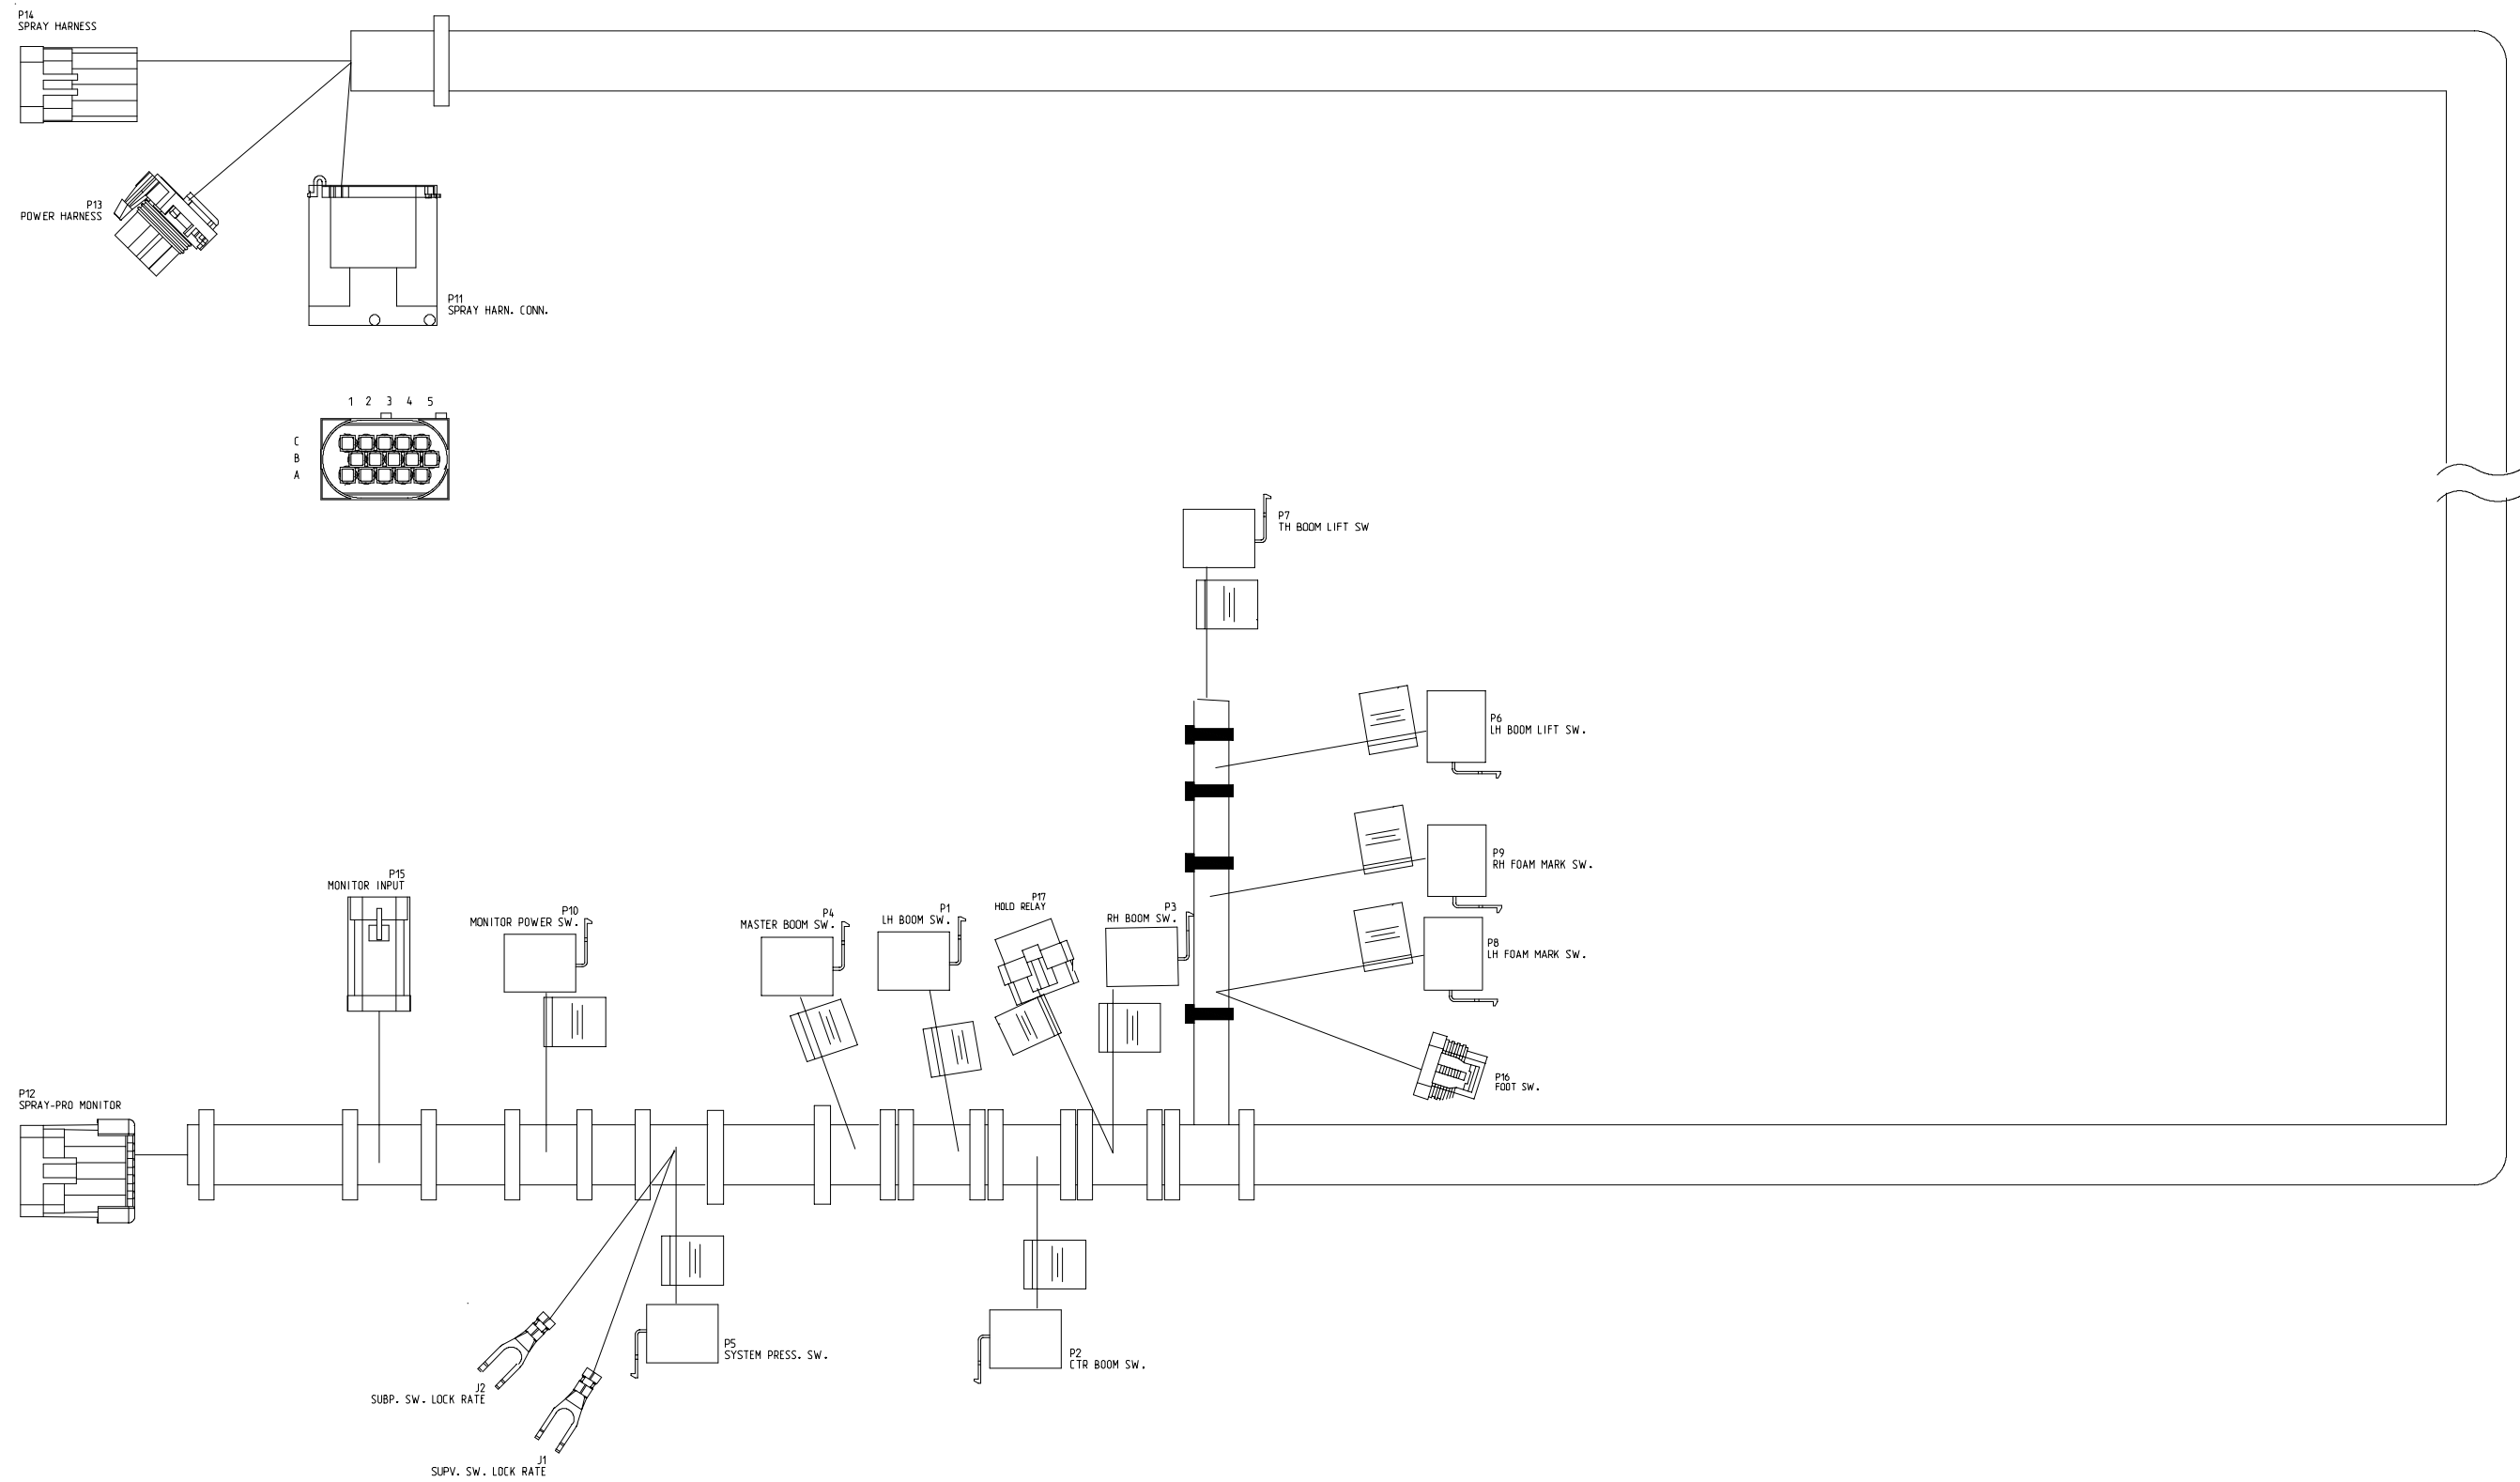 P14
SPRAY HARNESS
P13
POWER HARNESS
P11
SPRAY HARN. CONN.
1 2 3 4 5
C
B
A
P7
TH BOOM LIFT SW
P6
LH BOOM LIFT SW.
P9
RH FOAM MARK SW.
P8
LH FOAM MARK SW.
P16
FOOT SW.
P15
MONITOR INPUT
P10
MONITOR POWER SW.
P4
MASTER BOOM SW.
P1
LH BOOM SW.
P17
HOLD RELAY
P3
RH BOOM SW.
P12
SPRAY-PRO MONITOR
P5
SYSTEM PRESS. SW.
P2
CTR BOOM SW.
J2
SUBP. SW. LOCK RATE
J1
SUPV. SW. LOCK RATE